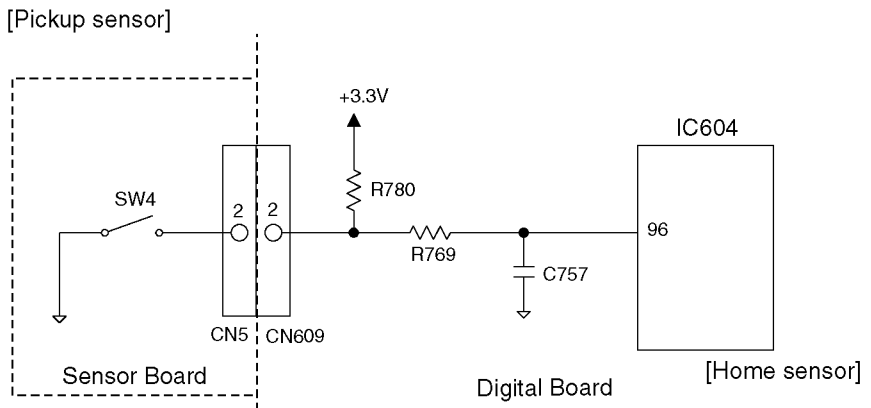 [Pickup sensor]
+3.3V
IC604
R780
SW4
2
2
96
R769
C757
CN5
CN609
Sensor Board
Digital Board
[Home sensor]